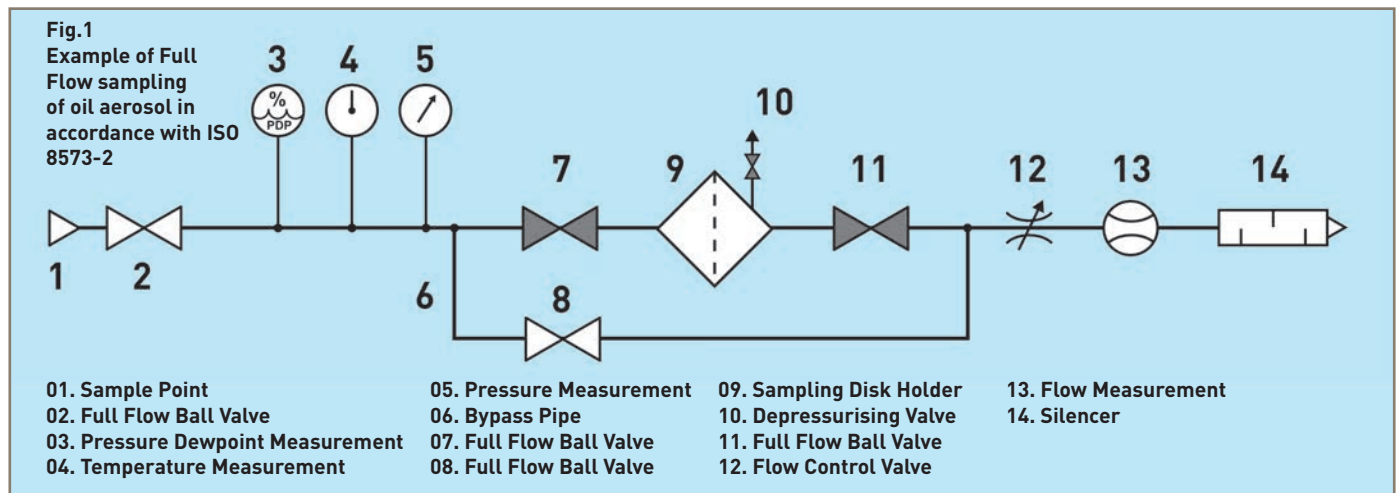 Fig.1
Example of Full
Flow sampling
of oil aerosol in
accordance with ISO
8573-2
3
4
5
%
PDP
10
7
9
11
12
13
14
1
2
6
8
01. Sample Point
02. Full Flow Ball Valve
03. Pressure Dewpoint Measurement
04. Temperature Measurement
05. Pressure Measurement
06. Bypass Pipe
07. Full Flow Ball Valve
08. Full Flow Ball Valve
09. Sampling Disk Holder
10. Depressurising Valve
11. Full Flow Ball Valve
12. Flow Control Valve
13. Flow Measurement
14. Silencer